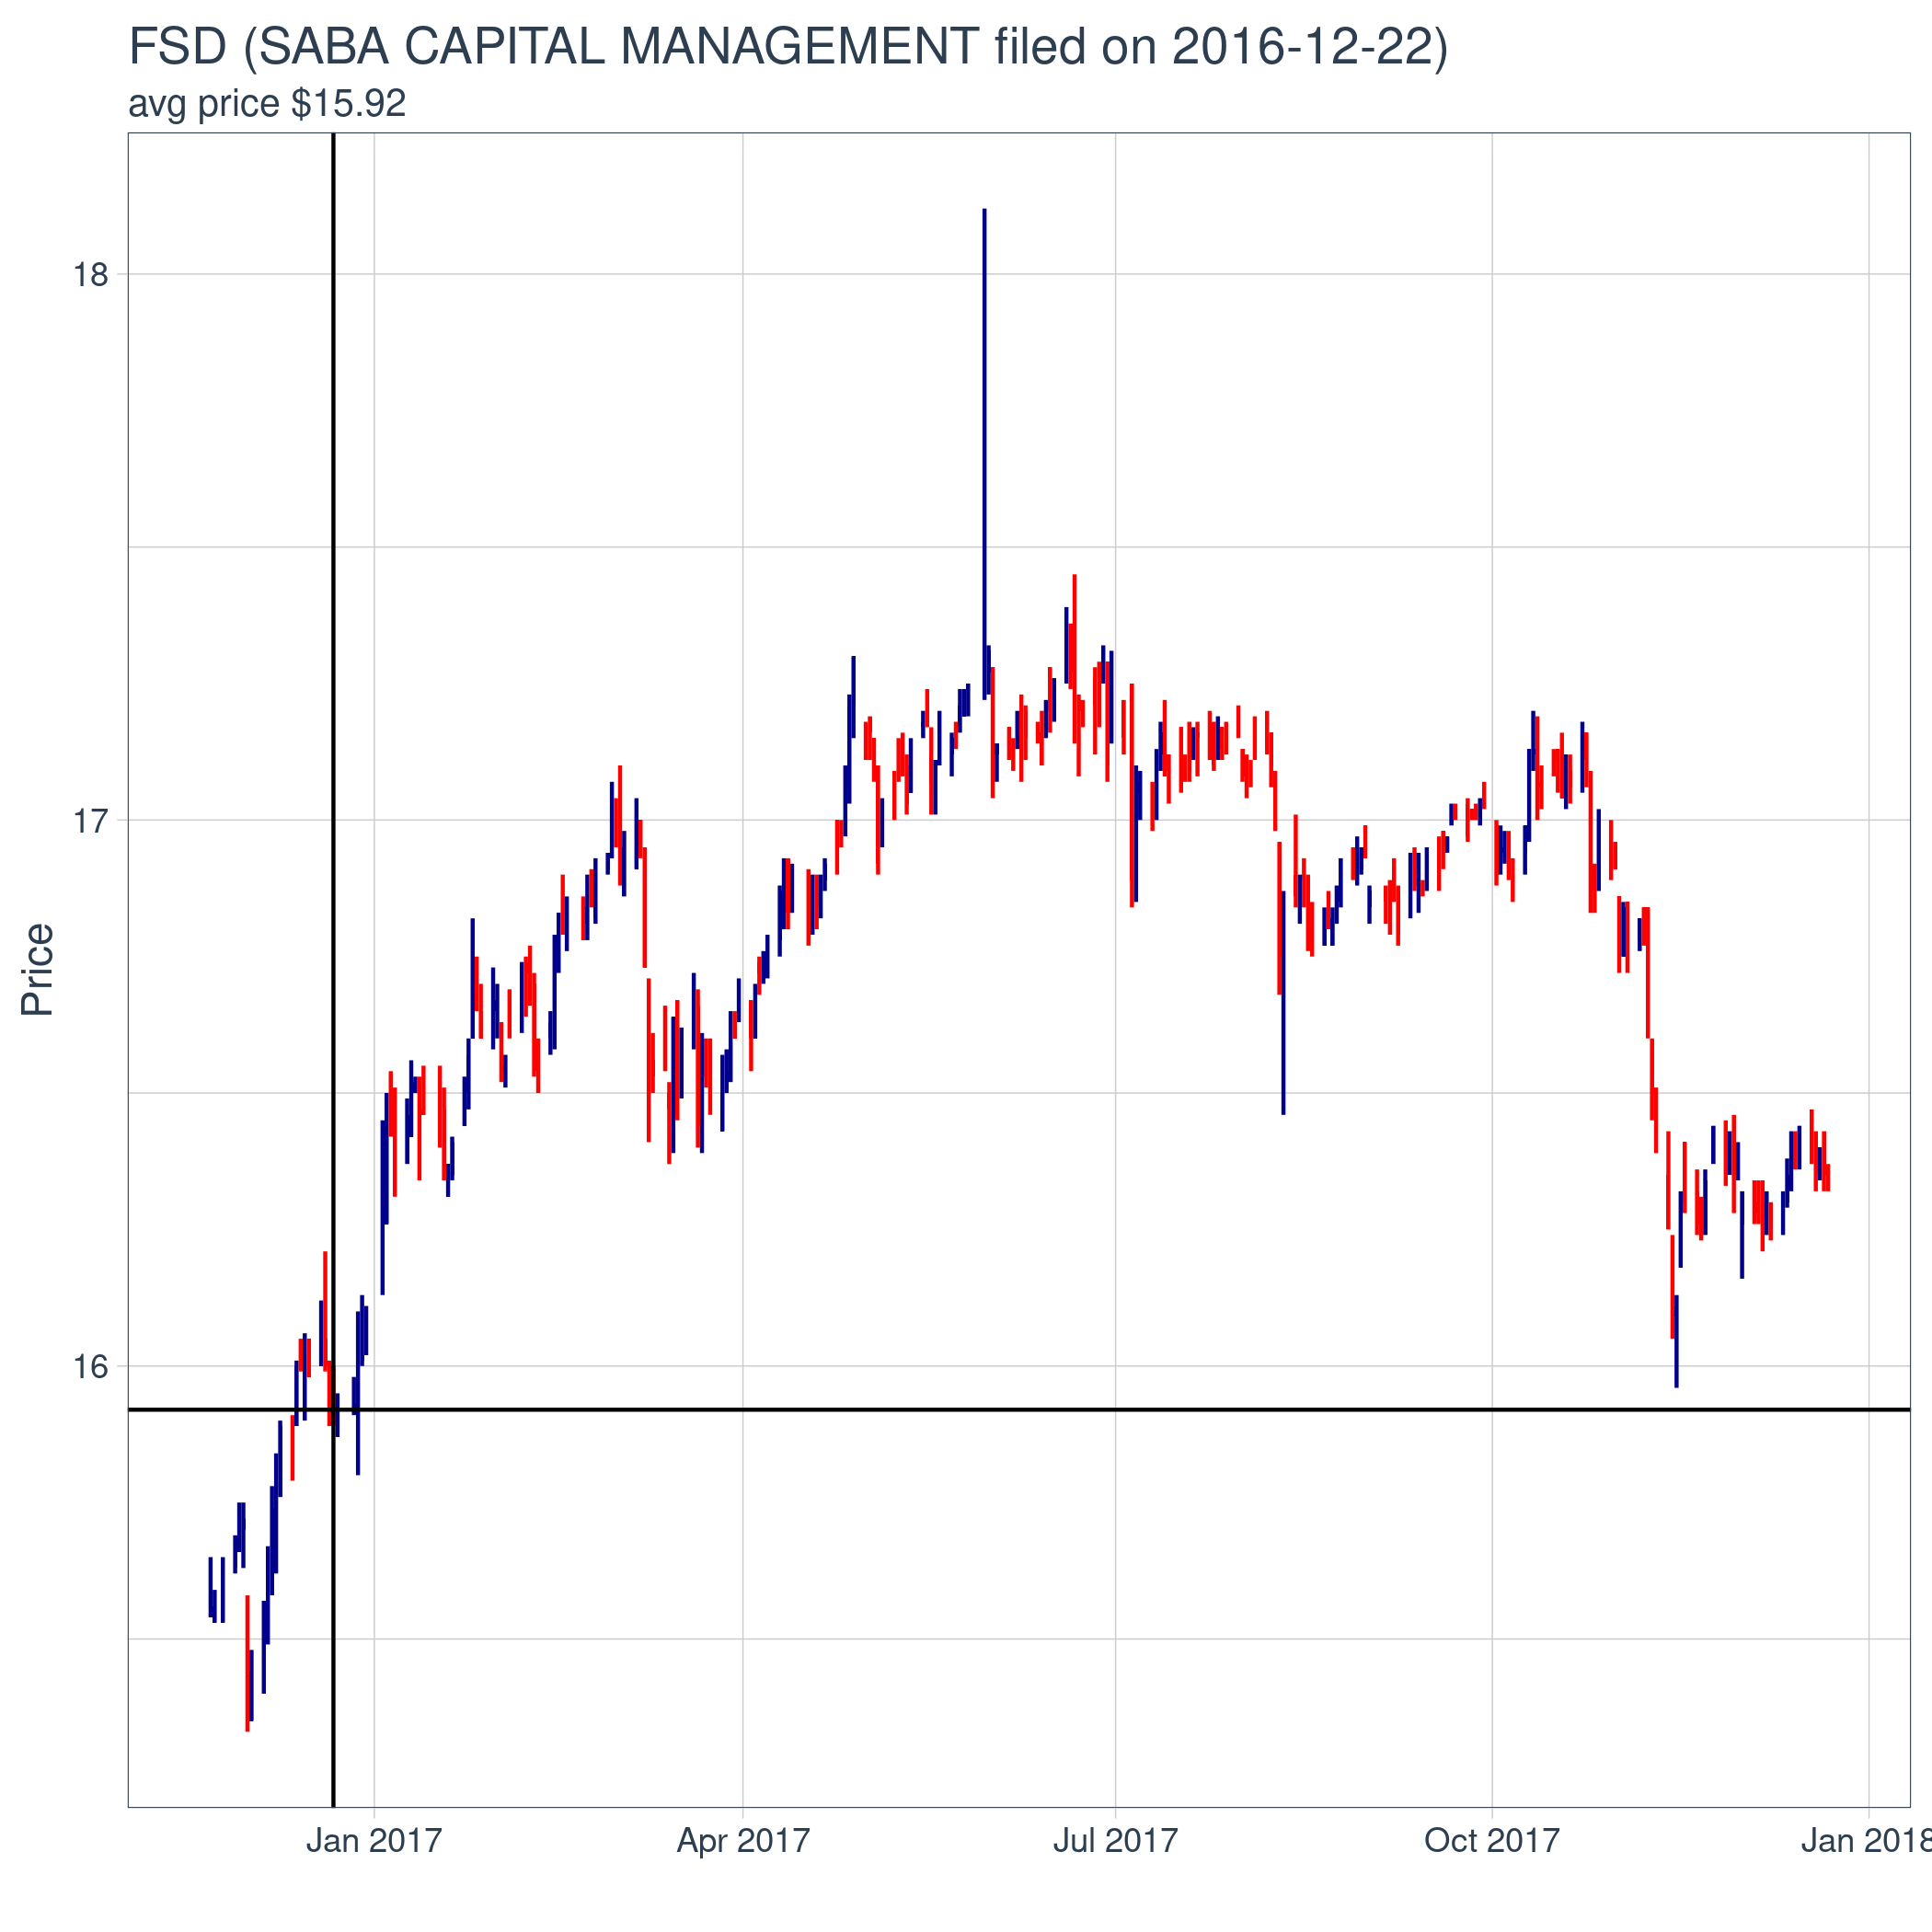 FSD (SABA CAPITAL MANAGEMENT filed on 2016-12-22)
avg price $15.92
18
17
16
Price
Jan 2017
Apr 2017
Jul 2017
Oct 2017
Jan 2018